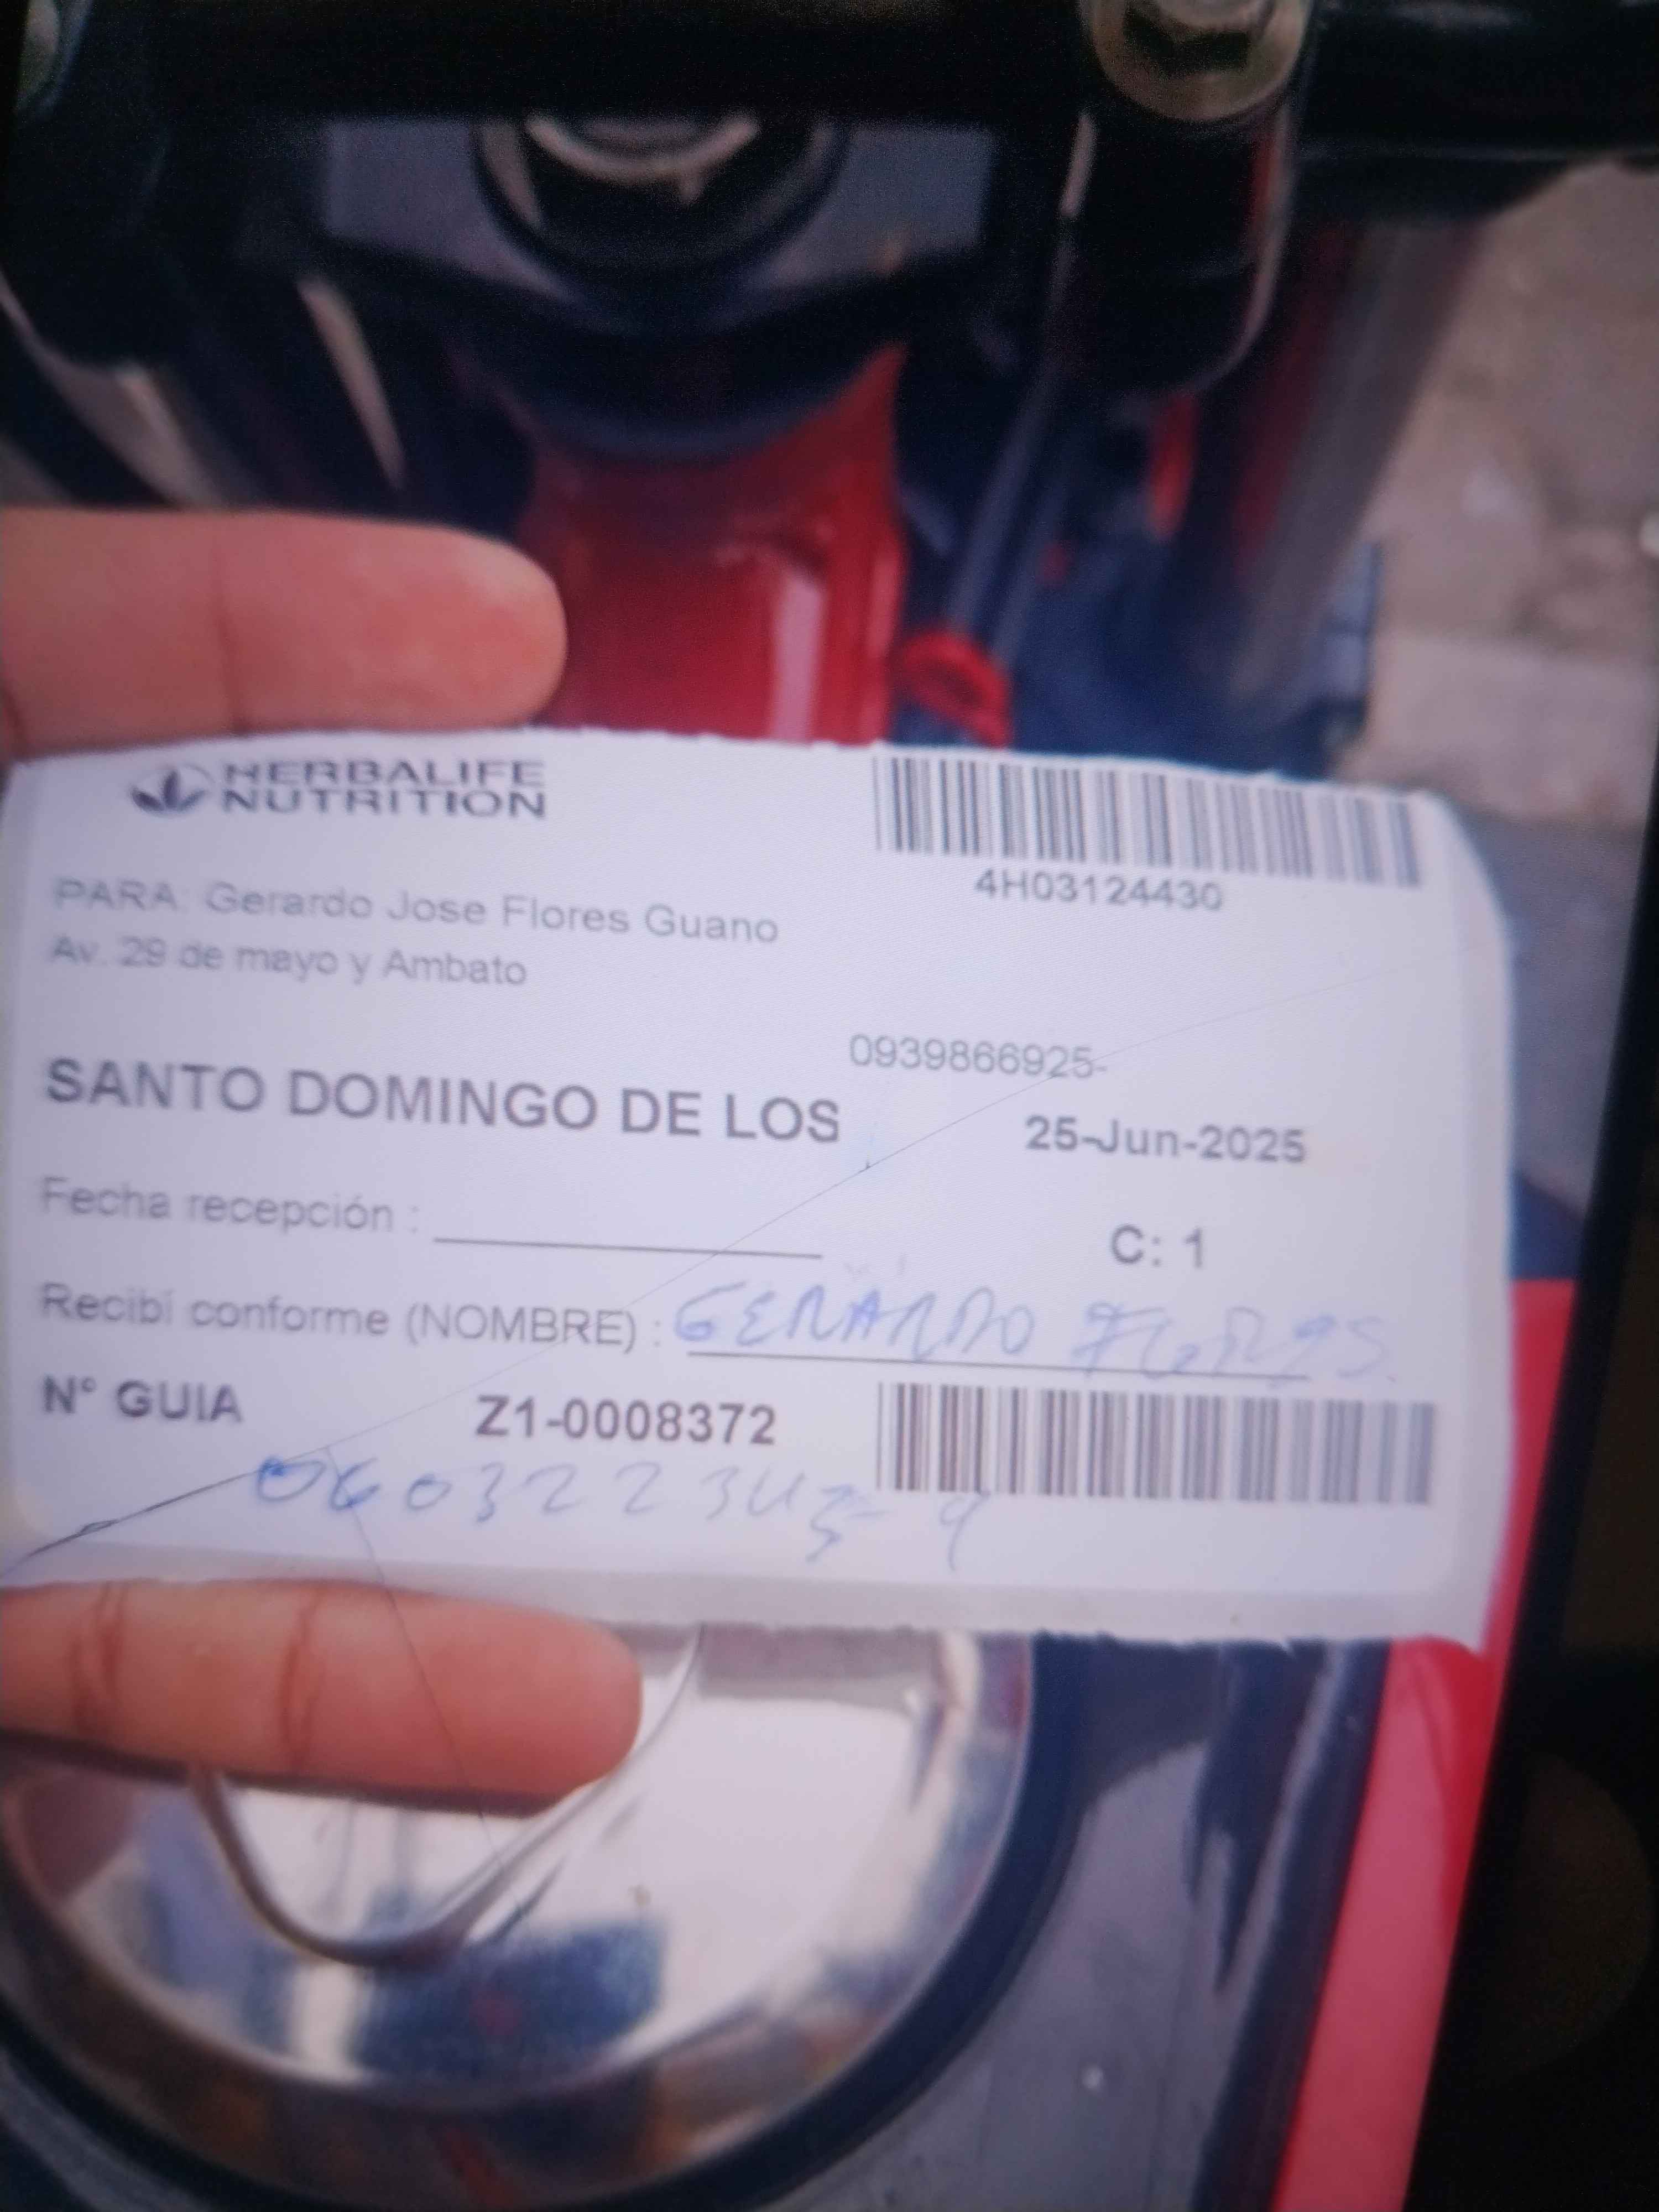 HERBALIFE
NUTRITION
4H03124430
PARA: Gerardo Jose Flores Guano
Av. 29 de mayo y Ambato
0939866925-
SANTO DOMINGO DE LOS
25-Jun-2025
Fecha recepción :
C: 1
Recibí conforme (NOMBRE) : GERARDO FLORES.
N° GUIA Z1-0008372